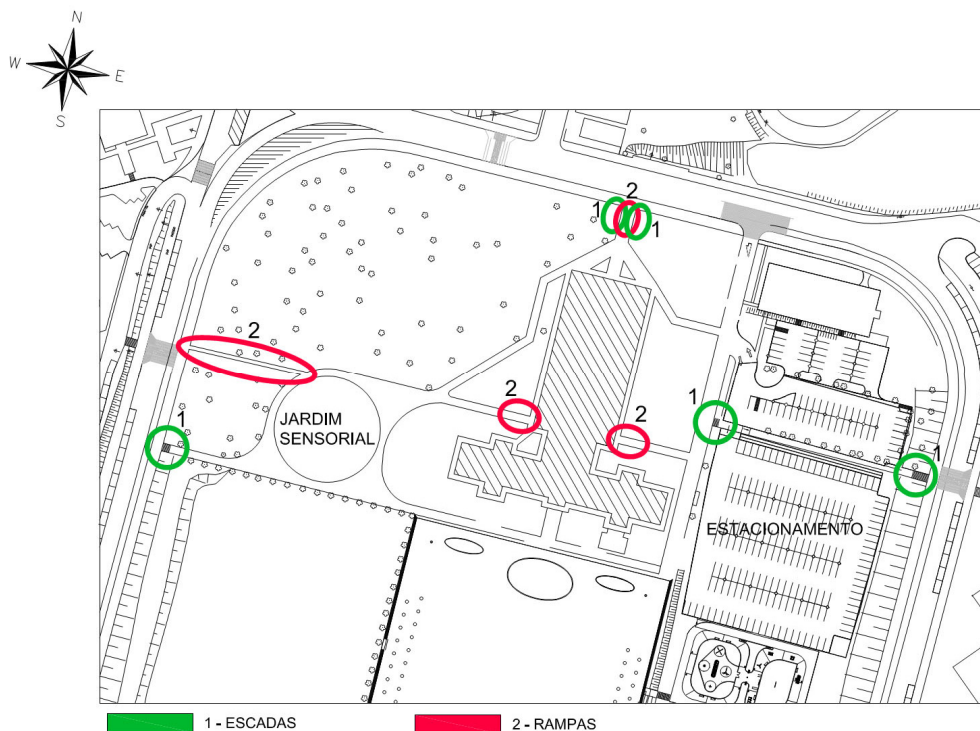 N
W
E
S
2
1
1
2
JARDIM
SENSORIAL
2
2
1
1
1
ESTACIONAMENTO
1 - ESCADAS
2 - RAMPAS